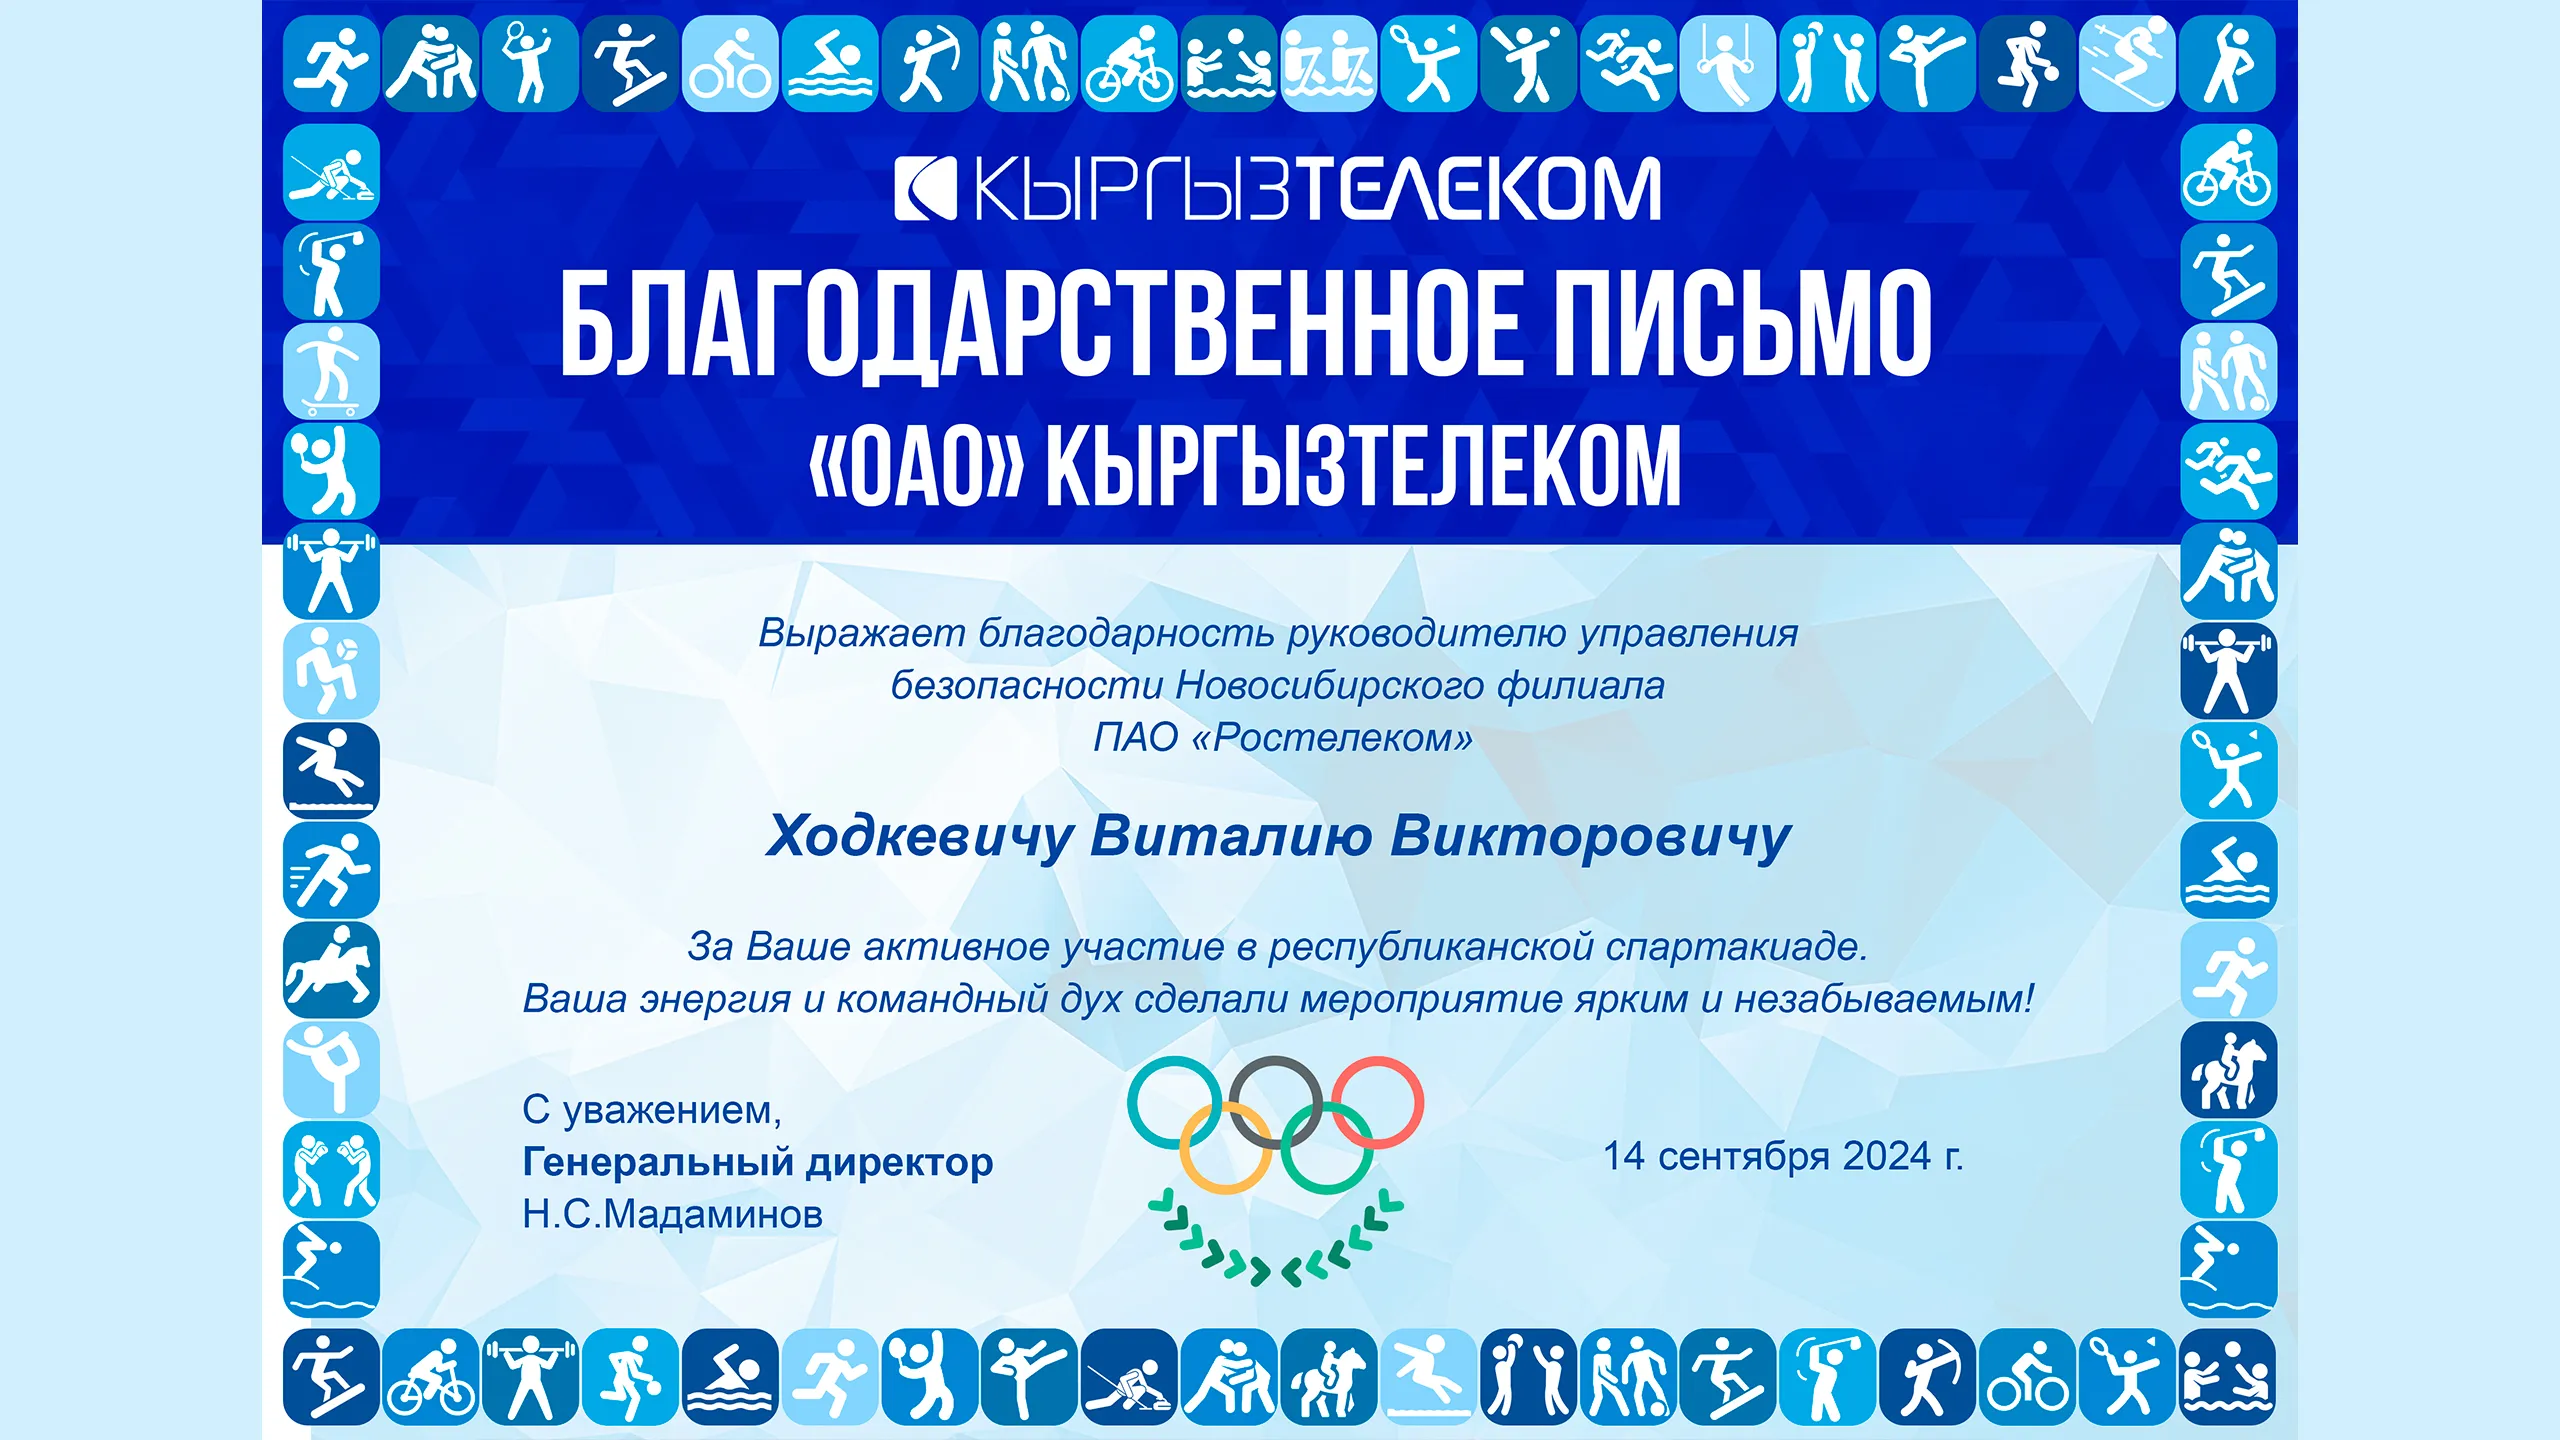 КЫРГЫЗТЕЛЕКОМ
БЛАГОДАРСТВЕННОЕ ПИСЬМО
«ОАО» КЫРГЫЗТЕЛЕКОМ
Выражает благодарность руководителю управления
безопасности Новосибирского филиала
ПАО «Ростелеком»
Ходкевичу Виталию Викторовичу
За Ваше активное участие в республиканской спартакиаде.
Ваша энергия и командный дух сделали мероприятие ярким и незабываемым!
С уважением,
Генеральный директор
Н.С.Мадаминов
14 сентября 2024 г.